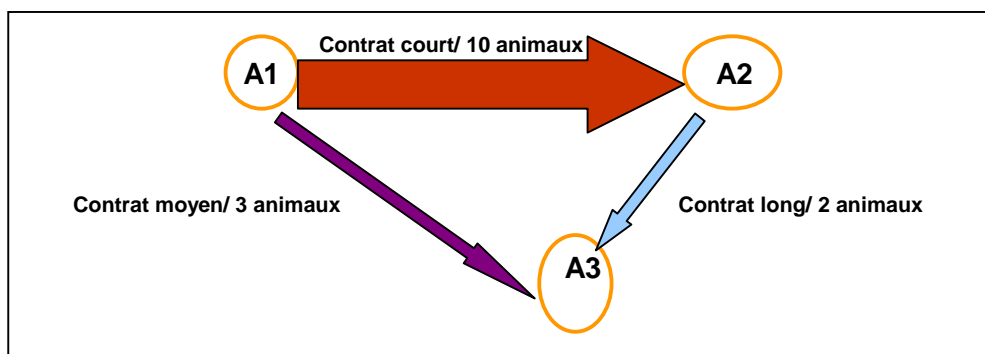 Contrat court/ 10 animaux
A1
A2
Contrat moyen/ 3 animaux
Contrat long/ 2 animaux
A3